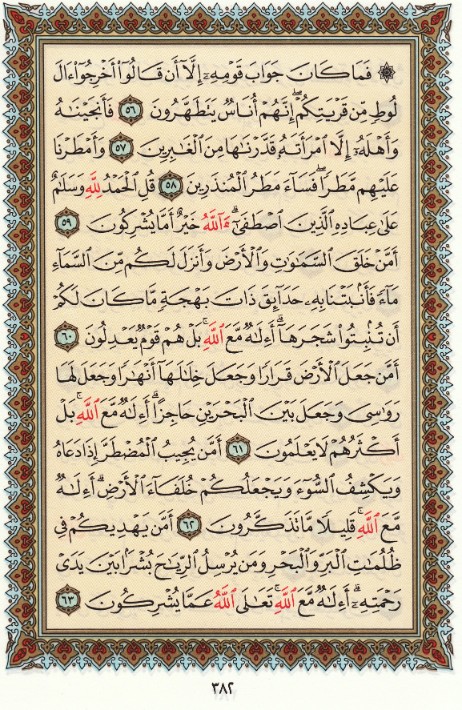 ۞ فَمَا كَانَ جَوَابَ قَوْمِهِۦٓ إِلَّآ أَن قَالُوٓا۟ أَخْرِجُوٓا۟ ءَالَ
لُوطٍ مِّن قَرْيَتِكُمْ ۖ إِنَّهُمْ أُنَاسٌ يَتَطَهَّرُونَ ٥٦ فَأَنجَيْنَـٰهُ
وَأَهْلَهُۥٓ إِلَّا ٱمْرَأَتَهُۥ قَدَّرْنَـٰهَا مِنَ ٱلْغَـٰبِرِينَ ٥٧ وَأَمْطَرْنَا
عَلَيْهِم مَّطَرًا ۖ فَسَآءَ مَطَرُ ٱلْمُنذَرِينَ ٥٨ قُلِ ٱلْحَمْدُ لِلَّهِ وَسَلَـٰمٌ
عَلَىٰ عِبَادِهِ ٱلَّذِينَ ٱصْطَفَىٰٓ ۗ ءَآللَّهُ خَيْرٌ أَمَّا يُشْرِكُونَ ٥٩
أَمَّنْ خَلَقَ ٱلسَّمَـٰوَٰتِ وَٱلْأَرْضَ وَأَنزَلَ لَكُم مِّنَ ٱلسَّمَآءِ
مَآءً فَأَنۢبَتْنَا بِهِۦ حَدَآئِقَ ذَاتَ بَهْجَةٍ مَّا كَانَ لَكُمْ
أَن تُنۢبِتُوا۟ شَجَرَهَآ ۗ أَءِلَـٰهٌ مَّعَ ٱللَّهِ ۚ بَلْ هُمْ قَوْمٌ يَعْدِلُونَ ٦٠
أَمَّن جَعَلَ ٱلْأَرْضَ قَرَارًا وَجَعَلَ خِلَـٰلَهَآ أَنْهَـٰرًا وَجَعَلَ لَهَا
رَوَٰسِىَ وَجَعَلَ بَيْنَ ٱلْبَحْرَيْنِ حَاجِزًا ۗ أَءِلَـٰهٌ مَّعَ ٱللَّهِ ۚ بَلْ
أَكْثَرُهُمْ لَا يَعْلَمُونَ ٦١ أَمَّن يُجِيبُ ٱلْمُضْطَرَّ إِذَا دَعَاهُ
وَيَكْشِفُ ٱلسُّوٓءَ وَيَجْعَلُكُمْ خُلَفَآءَ ٱلْأَرْضِ ۗ أَءِلَـٰهٌ
مَّعَ ٱللَّهِ ۚ قَلِيلًا مَّا تَذَكَّرُونَ ٦٢ أَمَّن يَهْدِيكُمْ فِى
ظُلُمَـٰتِ ٱلْبَرِّ وَٱلْبَحْرِ وَمَن يُرْسِلُ ٱلرِّيَـٰحَ بُشْرًۢا بَيْنَ يَدَىْ
رَحْمَتِهِۦٓ ۗ أَءِلَـٰهٌ مَّعَ ٱللَّهِ ۚ تَعَـٰلَى ٱللَّهُ عَمَّا يُشْرِكُونَ ٦٣
٣٨٢